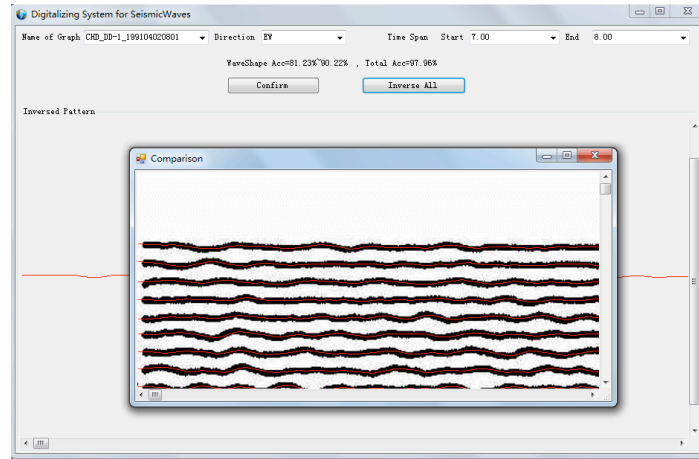 Digitalizing System for SeismicWaves
Name of Graph CHD_DD-1_199104020801 Direction EW Time Span Start 7.00 End 8.00
WaveShape Acc=81.23%~90.22% , Total Acc=97.96%
Confirm Inverse All
Inversed Pattern
Comparison